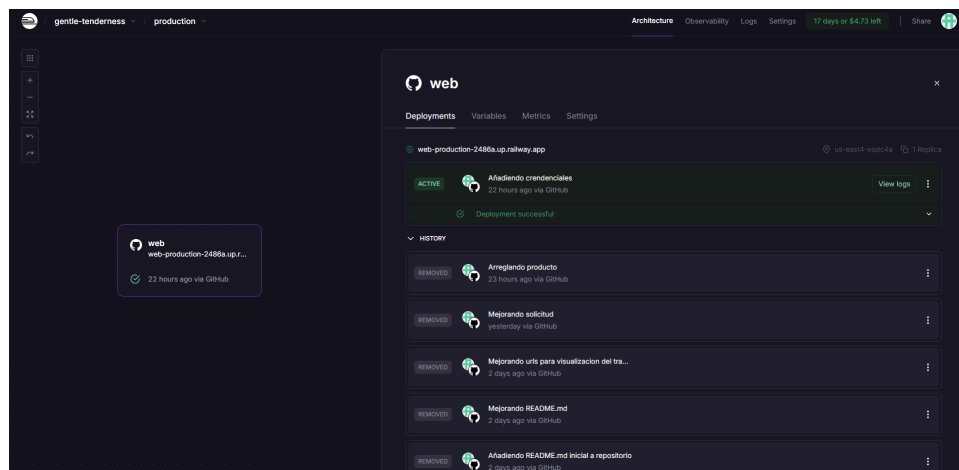 gentle-tenderness / production
Architecture Observability Logs Settings 17 days or $4.73 left Share
web
Deployments Variables Metrics Settings
web-production-2486a.up.railway.app
us-east4-eqdc4a 1 Replica
ACTIVE
Añadiendo crendenciales
22 hours ago via GitHub
View logs
Deployment successful
HISTORY
REMOVED
Arreglando producto
23 hours ago via GitHub
REMOVED
Mejorando solicitud
yesterday via GitHub
REMOVED
Mejorando urls para visualizacion del tra...
2 days ago via GitHub
REMOVED
Mejorando README.md
2 days ago via GitHub
REMOVED
Añadiendo README.md inicial a repositorio
2 days ago via GitHub
web
web-production-2486a.up.r...
22 hours ago via GitHub